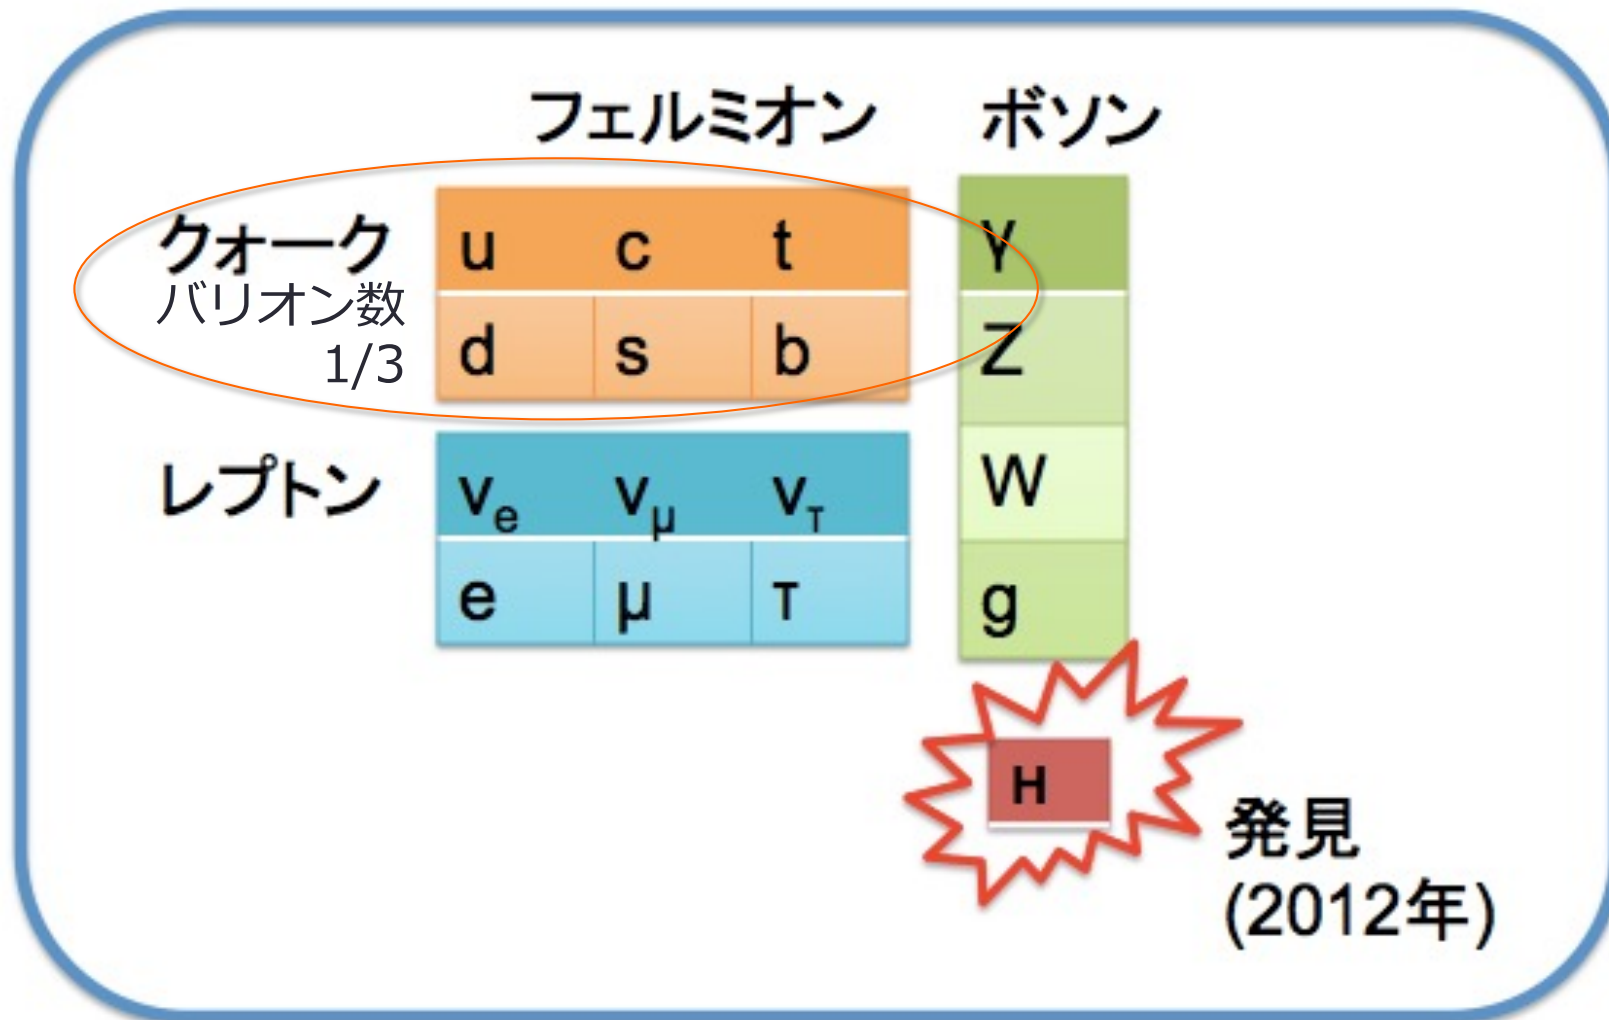 フェルミオン ボソン
クォーク u c t γ
バリオン数
1/3 d s b Z
レプトン νe νμ ντ W
e μ τ g
H
発見
(2012年)